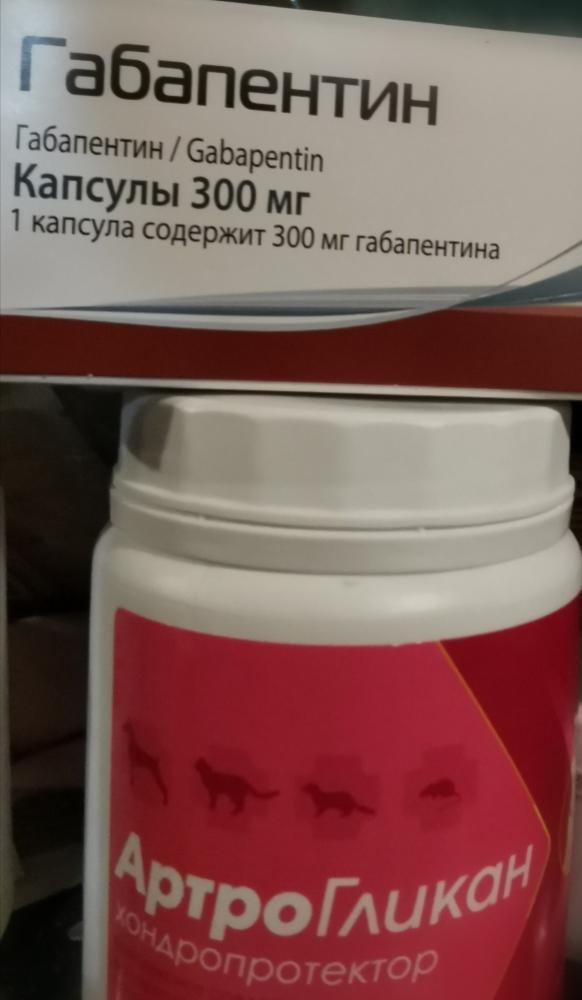 Габапентин
Габапентин / Gabapentin
Капсулы 300 мг
1 капсула содержит 300 мг габапентина
АртроГликан
хондропротектор